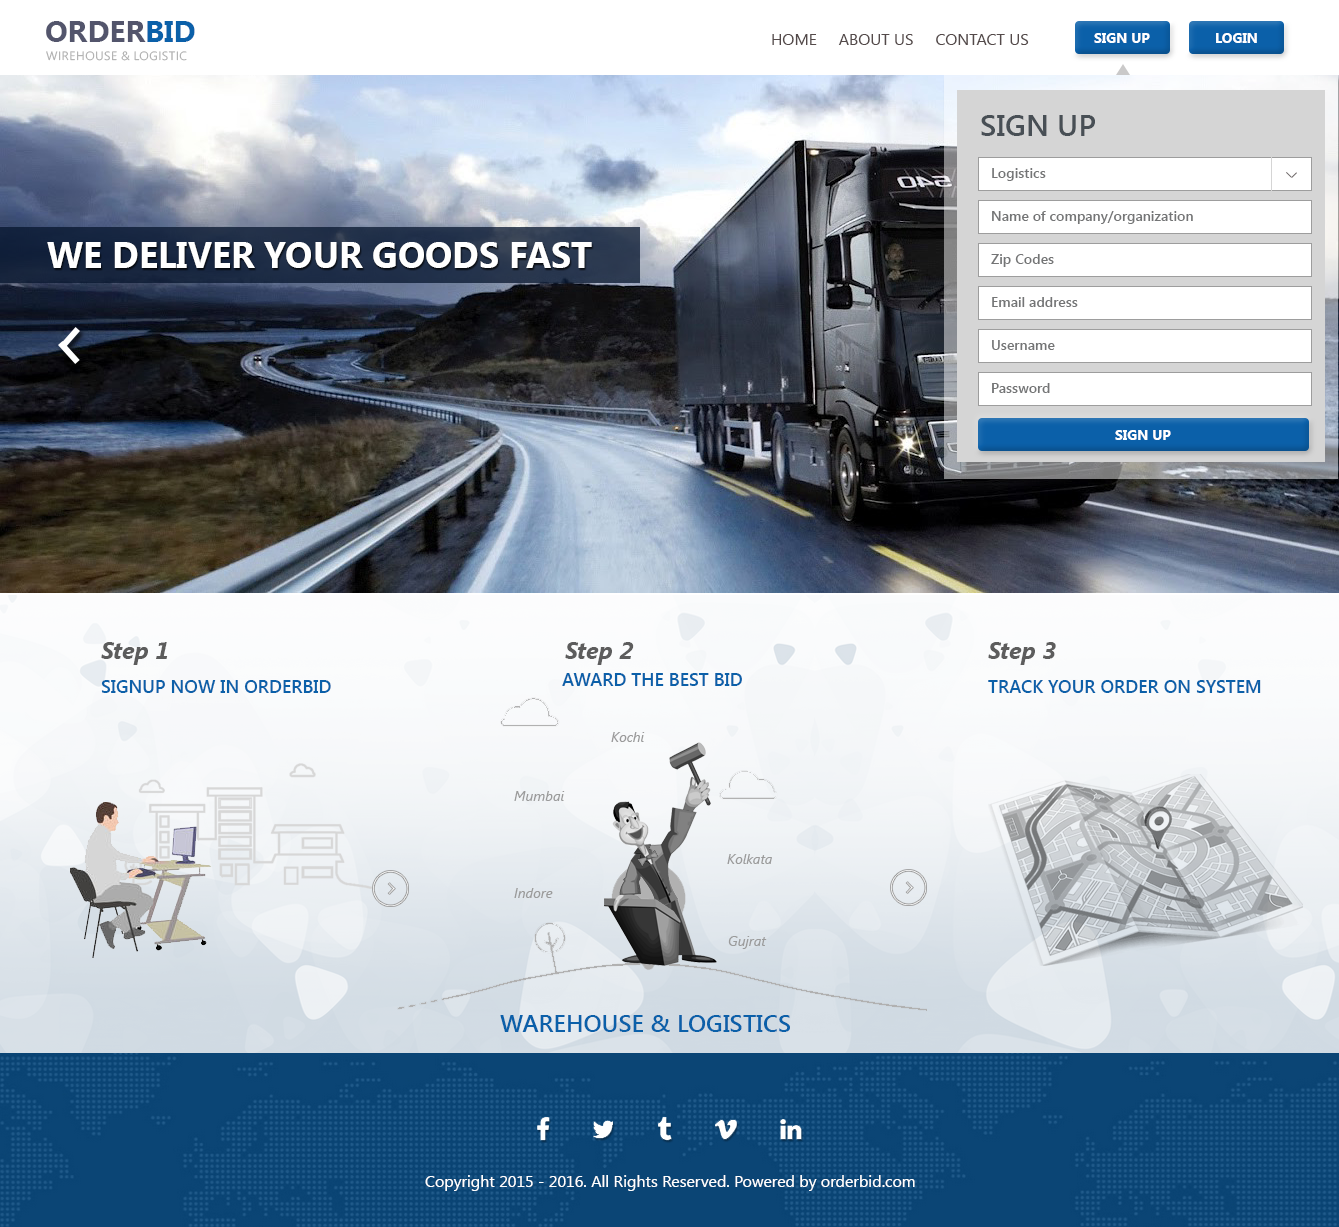 ORDERBID
WIREHOUSE & LOGISTIC
HOME ABOUT US CONTACT US SIGN UP LOGIN
SIGN UP
Logistics
Name of company/organization
Zip Codes
Email address
Username
Password
SIGN UP
540
WE DELIVER YOUR GOODS FAST
Step 1
SIGNUP NOW IN ORDERBID
Step 2
AWARD THE BEST BID
Kochi
Mumbai
Kolkata
Indore
Gujrat
Step 3
TRACK YOUR ORDER ON SYSTEM
WAREHOUSE & LOGISTICS
Copyright 2015 - 2016. All Rights Reserved. Powered by orderbid.com